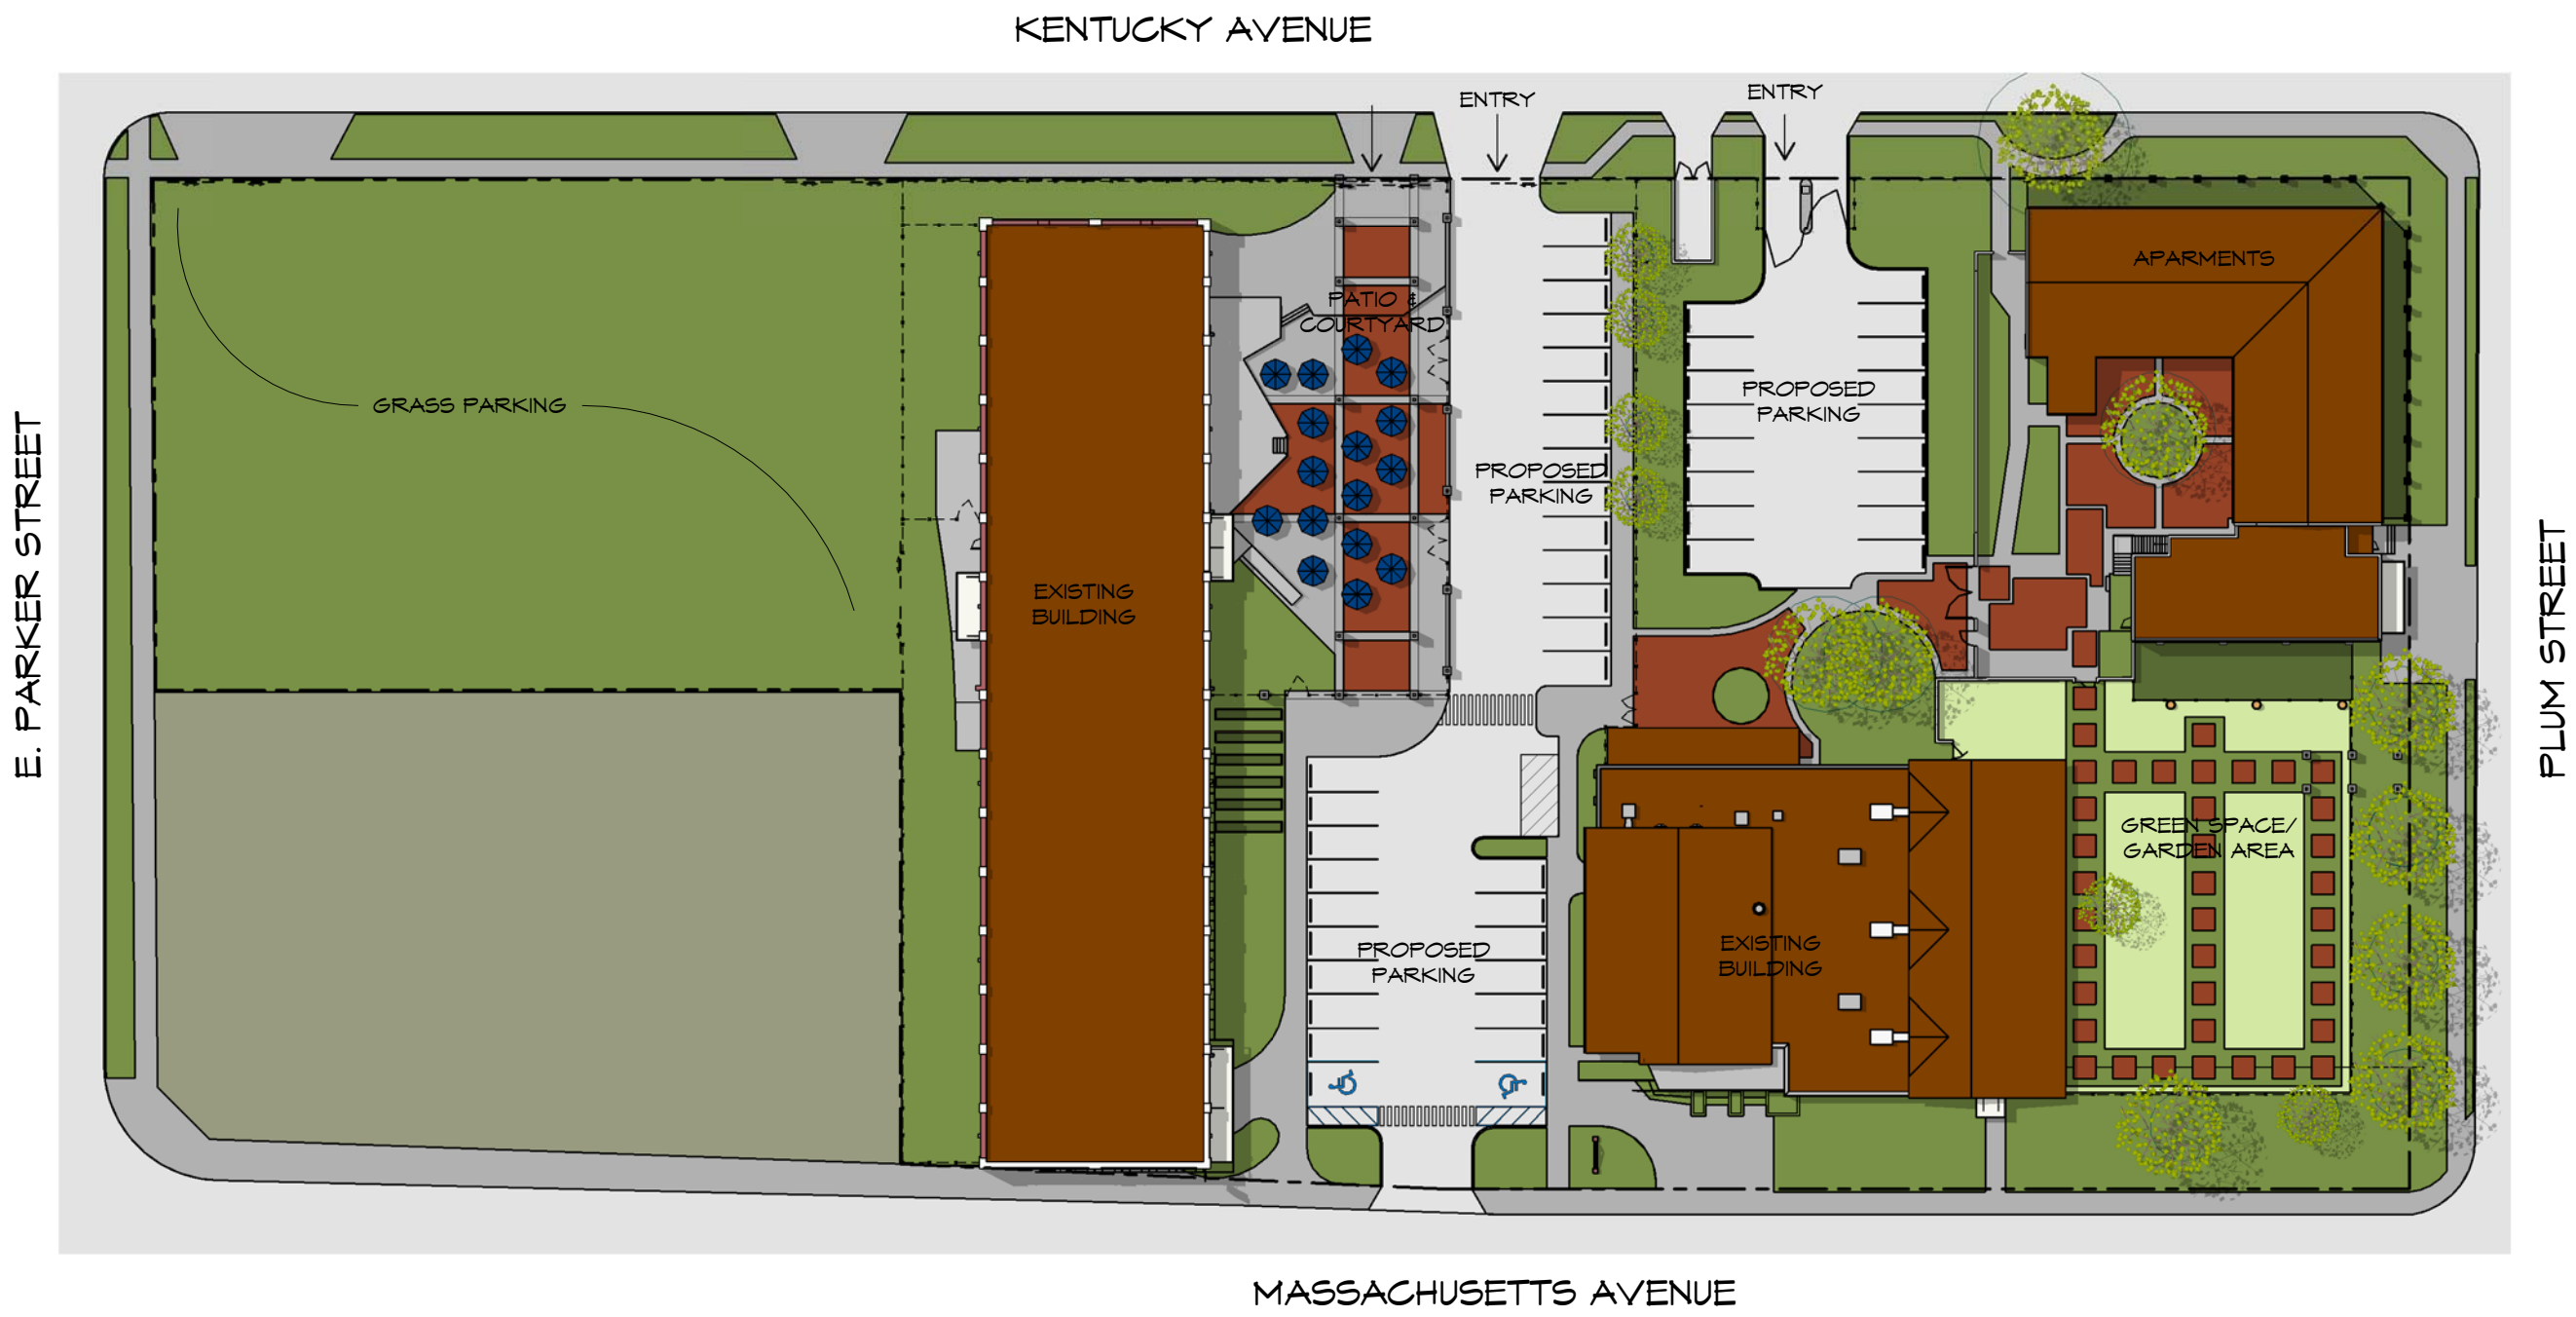 KENTUCKY AVENUE
ENTRY
ENTRY
APARMENTS
PATIO &
COURTYARD
GRASS PARKING
PROPOSED
PARKING
PROPOSED
PARKING
E. PARKER STREET
PLUM STREET
EXISTING
BUILDING
GREEN SPACE/
GARDEN AREA
PROPOSED
PARKING
EXISTING
BUILDING
MASSACHUSETTS AVENUE